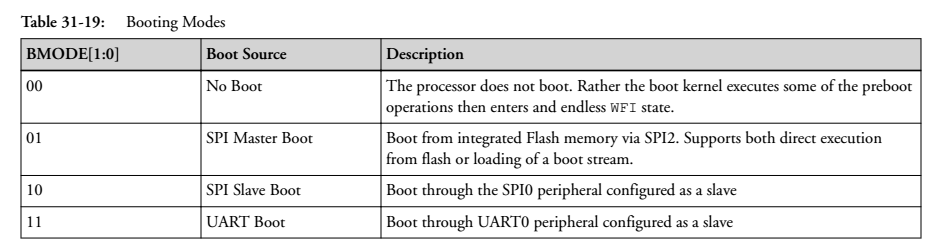 Table 31-19: Booting Modes
BMODE[1:0] Boot Source Description
00 No Boot The processor does not boot. Rather the boot kernel executes some of the preboot
operations then enters and endless WFI state.
01 SPI Master Boot Boot from integrated Flash memory via SPI2. Supports both direct execution
from flash or loading of a boot stream.
10 SPI Slave Boot Boot through the SPI0 peripheral configured as a slave
11 UART Boot Boot through UART0 peripheral configured as a slave